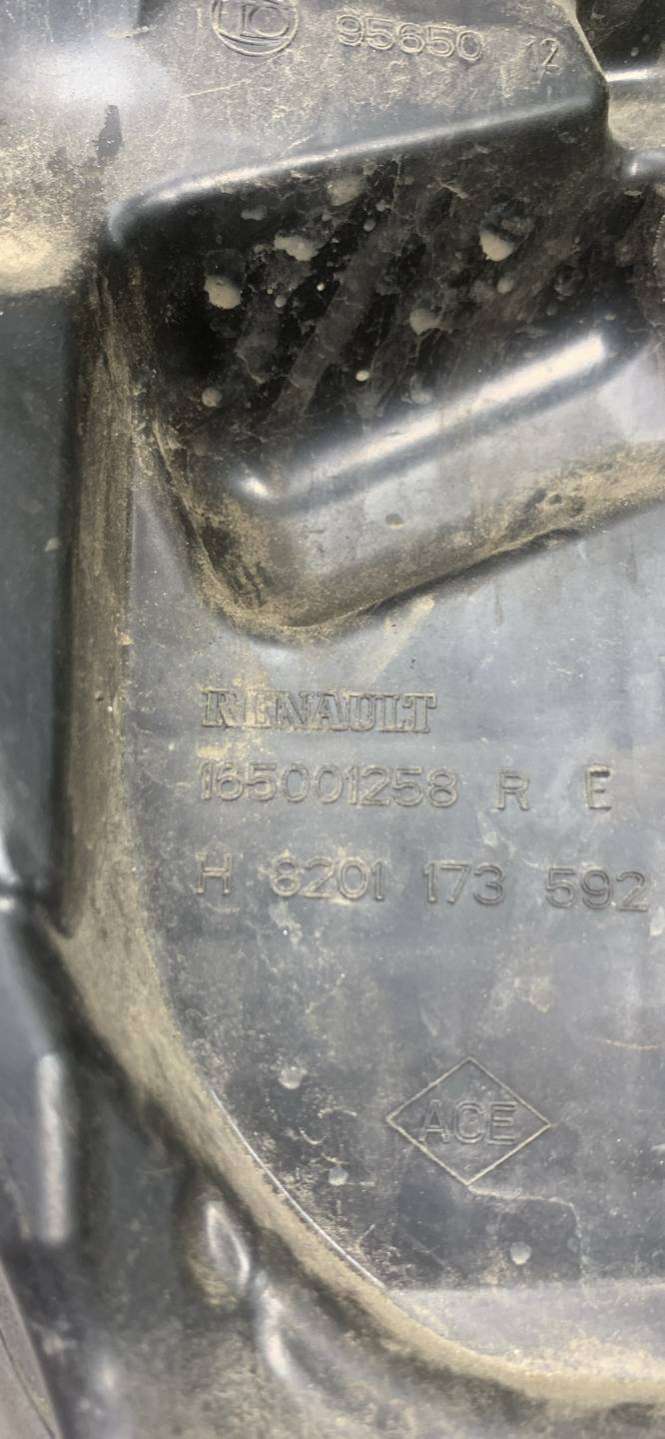 95650 12
RENAULT
165001258 R E
H 8201 173 592
ACE